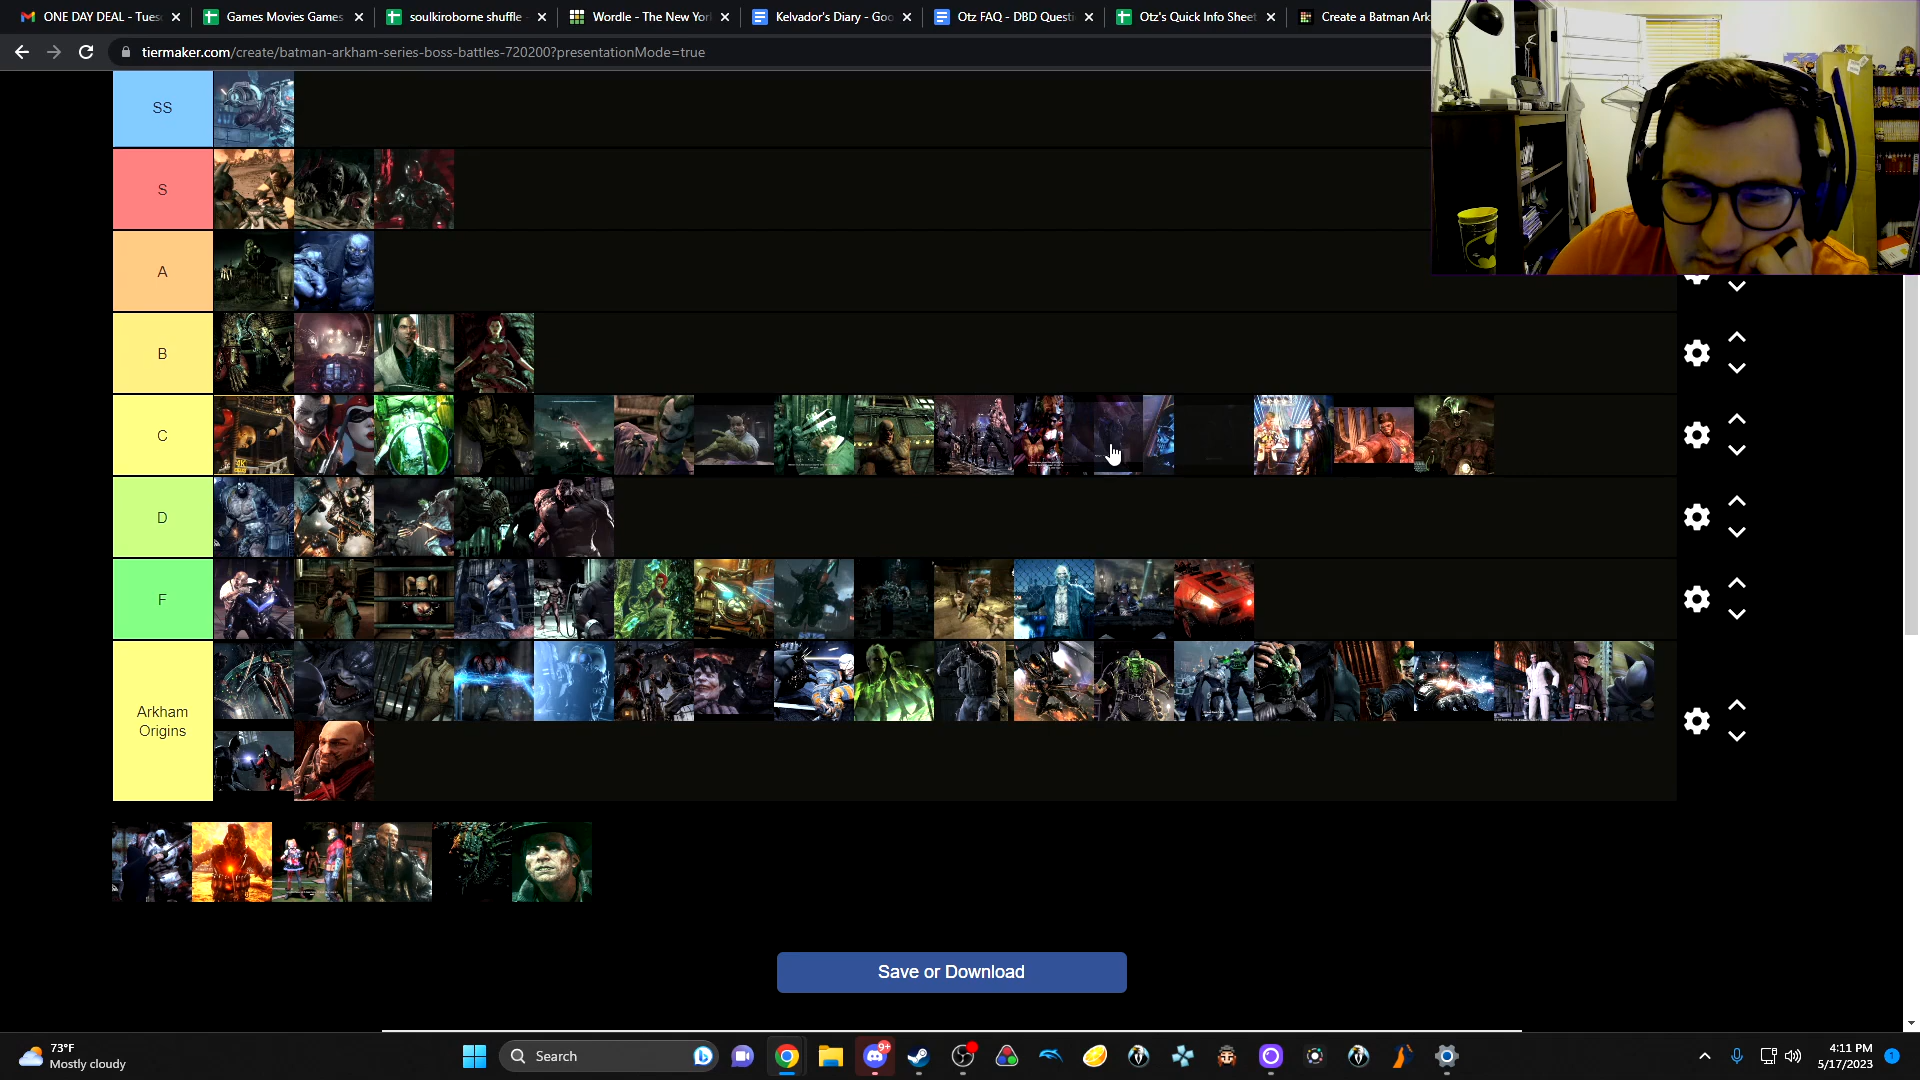 ONE DAY DEAL - Tues
Games Movies Games
soulkiroborne shuffle -
Wordle - The New Yor
Kelvador's Diary - Goo
Otz FAQ - DBD Questi
Otz's Quick Info Sheet
Create a Batman Ark
tiermaker.com/create/batman-arkham-series-boss-battles-720200?presentationMode=true
SS
S
A
B
C
D
F
Arkham
Origins
Save or Download
73°F
Mostly cloudy
Search
9+
4:11 PM
5/17/2023
1